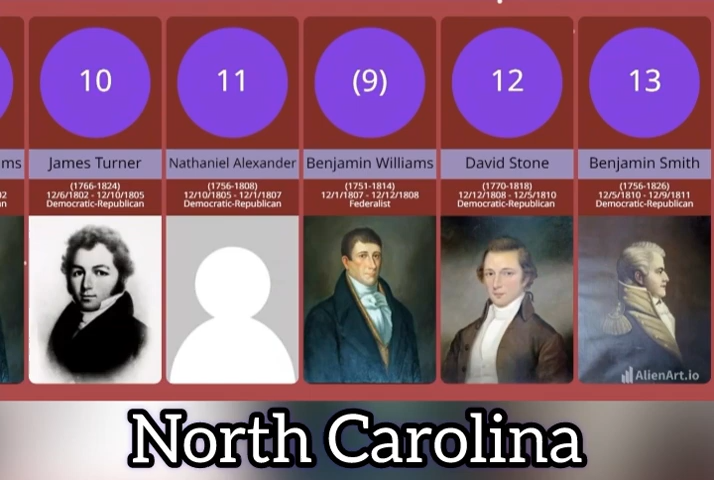 10
11
(9)
12
13
ms
James Turner
Nathaniel Alexander
Benjamin Williams
David Stone
Benjamin Smith
(1766-1824)
12/6/1802 - 12/10/1805
Democratic-Republican
(1756-1808)
12/10/1805 - 12/1/1807
Democratic-Republican
(1751-1814)
12/1/1807 - 12/12/1808
Federalist
(1770-1818)
12/12/1808 - 12/5/1810
Democratic-Republican
(1756-1826)
12/5/1810 - 12/9/1811
Democratic-Republican
AlienArt.io
North Carolina